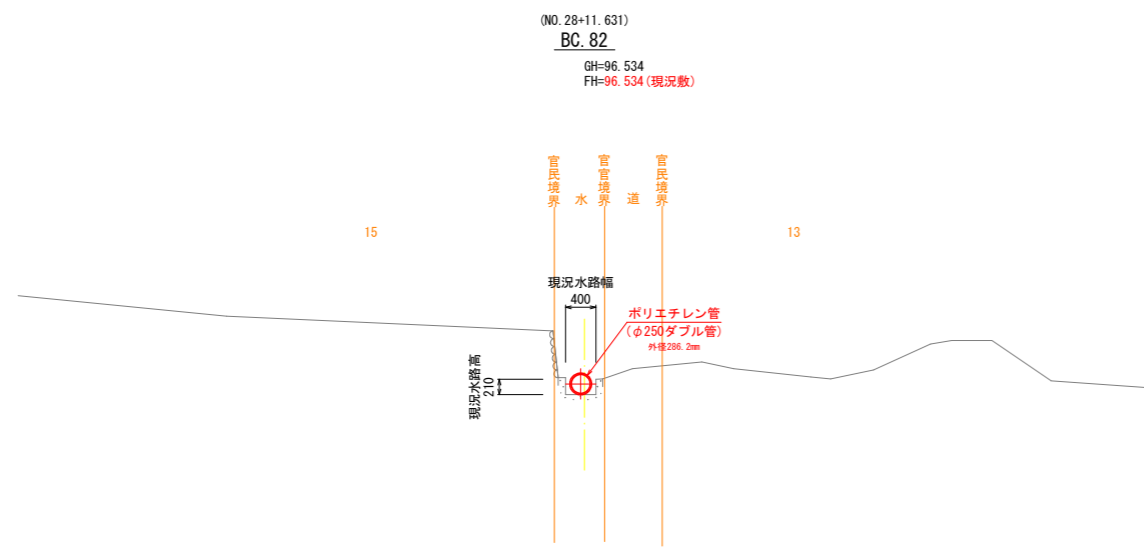 (NO.28+11.631)
BC.82
GH=96.534
FH=96.534(現況敷)
官民境界
水
官官境界
道
官民境界
15
13
現況水路幅
400
ポリエチレン管
(φ250ダブル管)
外径286.2mm
現況水路高
210